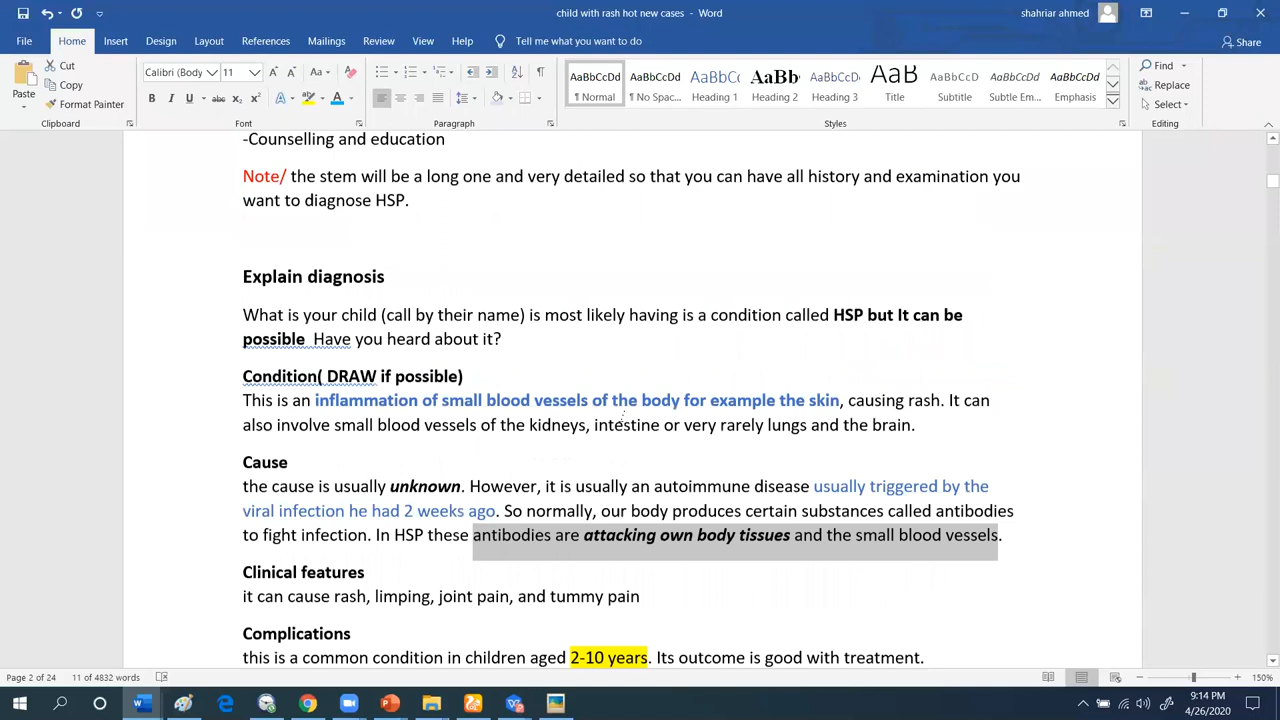 child with rash hot new cases - Word
shahriar ahmed
File Home Insert Design Layout References Mailings Review View Help Tell me what you want to do Share
Paste Cut Copy Format Painter Clipboard
Calibri (Body 11 Font
Paragraph
AaBbCcDd ¶ Normal
AaBbCcDd ¶ No Spac...
AaBbC Heading 1
AaBb Heading 2
AaBbCcD Heading 3
AaB Title
AaBbCcD Subtitle
AaBbCcDd Subtle Em...
AaBbCcDd Emphasis
Styles
Find Replace Select Editing
-Counselling and education
Note/ the stem will be a long one and very detailed so that you can have all history and examination you
want to diagnose HSP.
Explain diagnosis
What is your child (call by their name) is most likely having is a condition called HSP but It can be
possible Have you heard about it?
Condition( DRAW if possible)
This is an inflammation of small blood vessels of the body for example the skin, causing rash. It can
also involve small blood vessels of the kidneys, intestine or very rarely lungs and the brain.
Cause
the cause is usually unknown. However, it is usually an autoimmune disease usually triggered by the
viral infection he had 2 weeks ago. So normally, our body produces certain substances called antibodies
to fight infection. In HSP these antibodies are attacking own body tissues and the small blood vessels.
Clinical features
it can cause rash, limping, joint pain, and tummy pain
Complications
this is a common condition in children aged 2-10 years. Its outcome is good with treatment.
Page 2 of 24 11 of 4832 words 150%
9:14 PM
4/26/2020